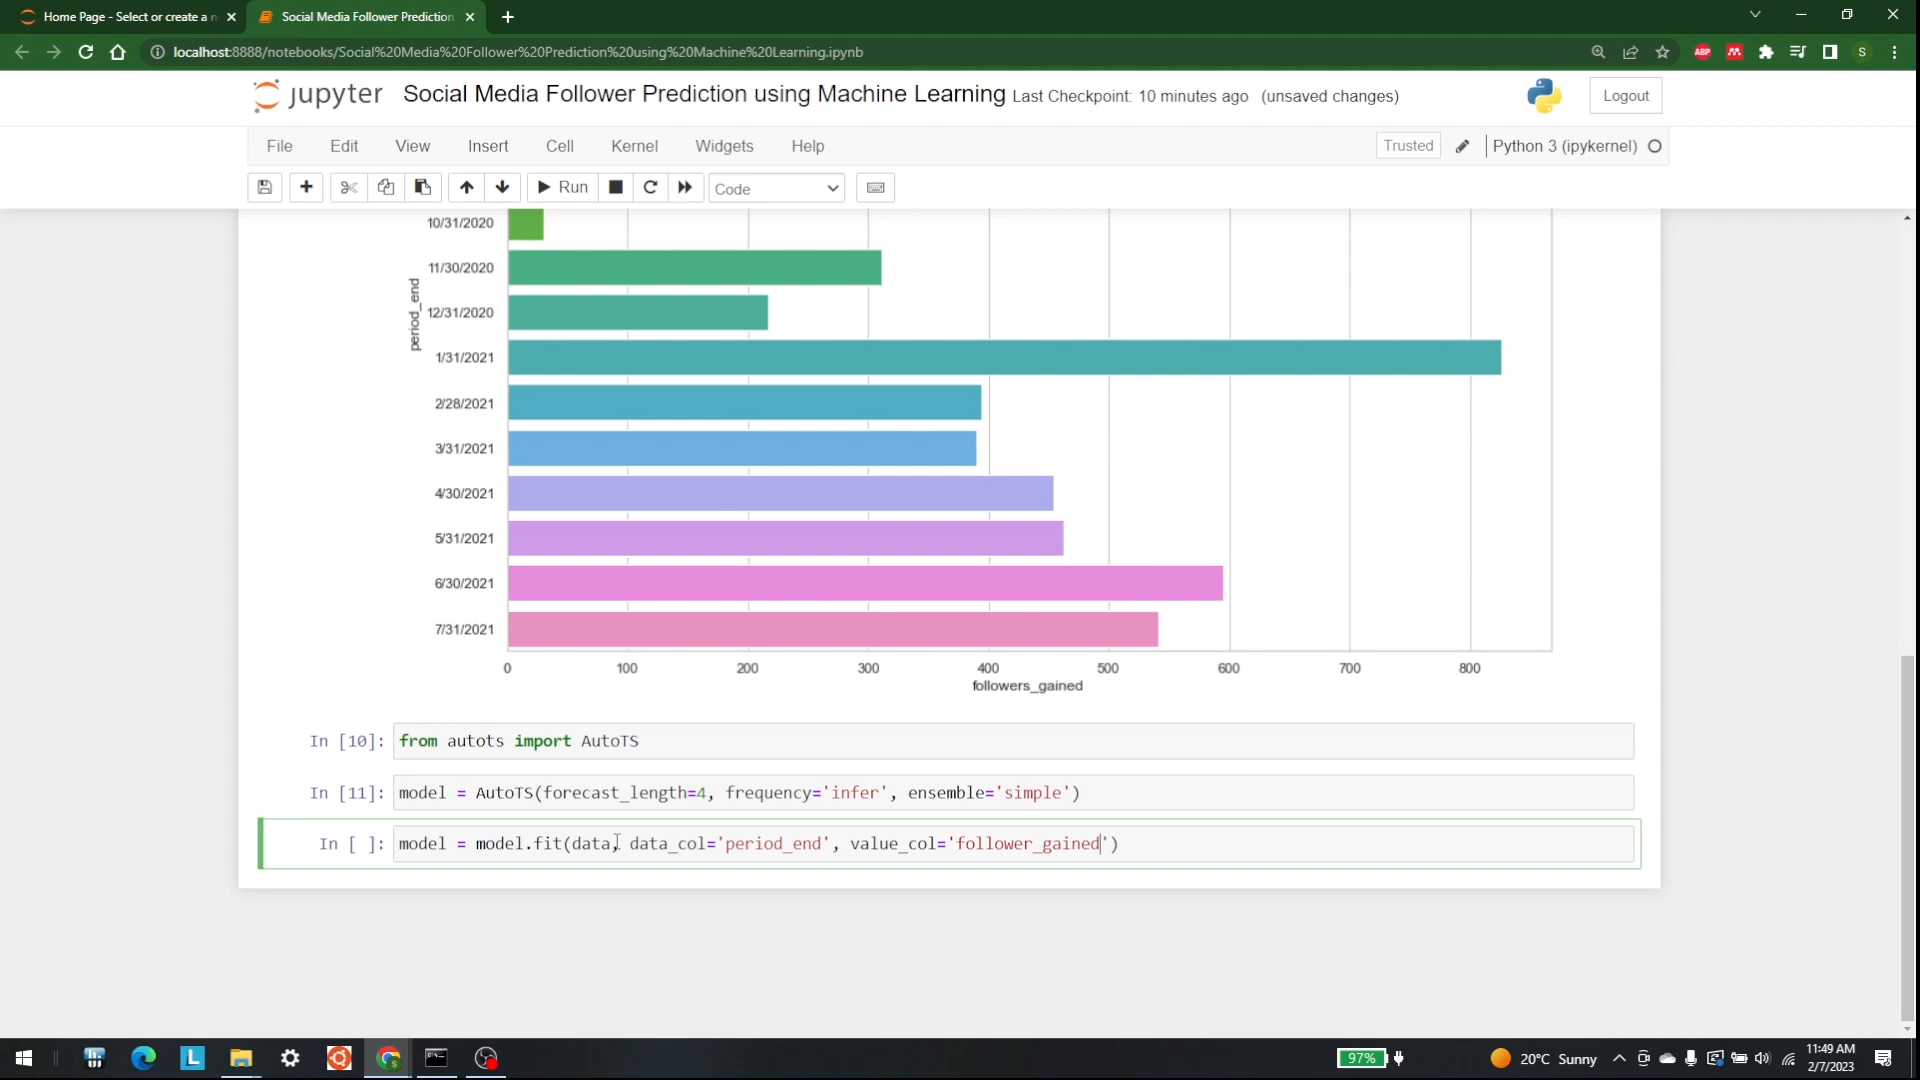 Home Page - Select or create a n
Social Media Follower Prediction
localhost:8888/notebooks/Social%20Media%20Follower%20Prediction%20using%20Machine%20Learning.ipynb
ABP
S
jupyter
Social Media Follower Prediction using Machine Learning
Last Checkpoint: 10 minutes ago (unsaved changes)
Logout
File Edit View Insert Cell Kernel Widgets Help
Trusted
Python 3 (ipykernel)
Run
Code
10/31/2020
11/30/2020
12/31/2020
1/31/2021
2/28/2021
3/31/2021
4/30/2021
5/31/2021
6/30/2021
7/31/2021
period_end
0 100 200 300 400 500 600 700 800
followers_gained
In [10]: from autots import AutoTS
In [11]: model = AutoTS(forecast_length=4, frequency='infer', ensemble='simple')
In [ ]: model = model.fit(data, data_col='period_end', value_col='follower_gained')
L
97%
20°C Sunny
11:49 AM
2/7/2023